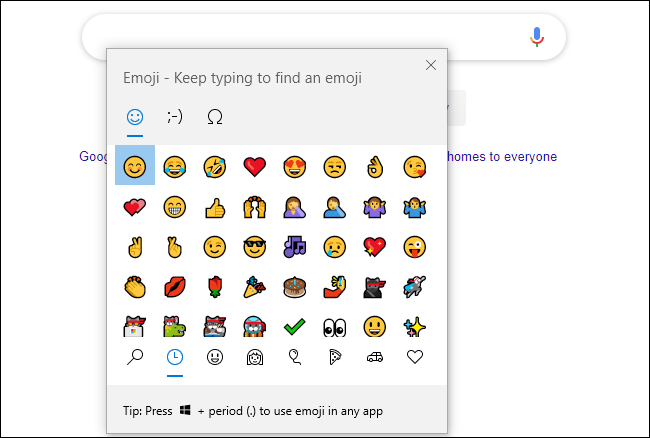 Emoji - Keep typing to find an emoji
;-) Ω
Goog
homes to everyone
Tip: Press + period (.) to use emoji in any app